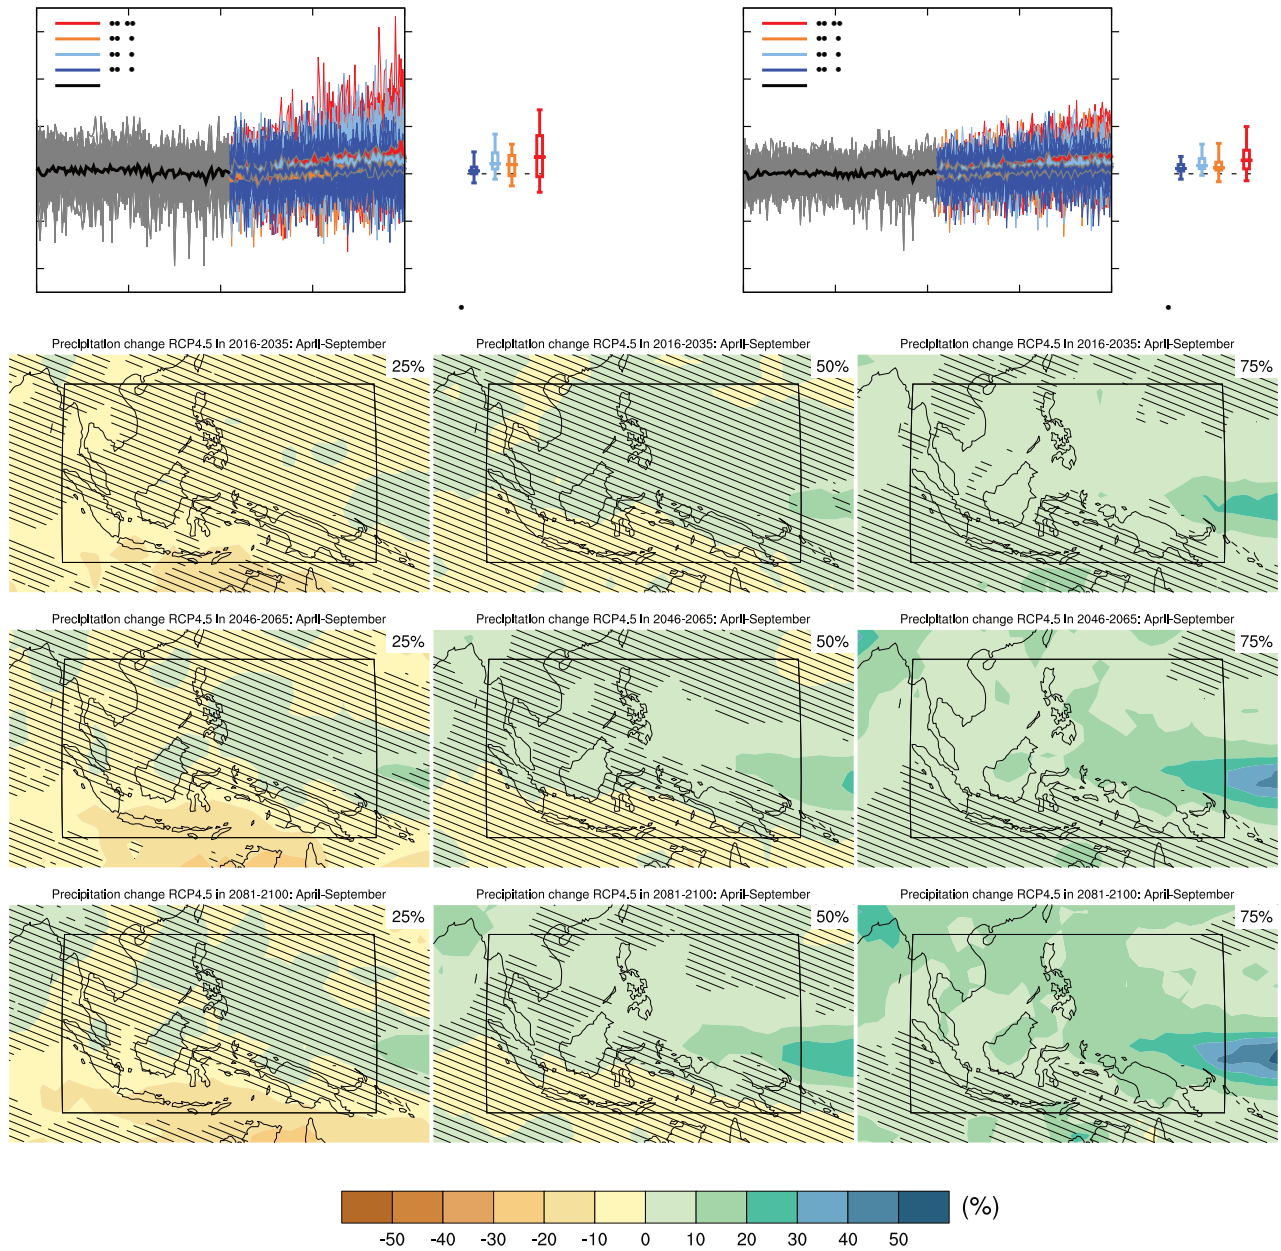 Precipitation change RCP4.5 in 2016-2035: April-September
25%
Precipitation change RCP4.5 in 2016-2035: April-September
50%
Precipitation change RCP4.5 in 2016-2035: April-September
75%
Precipitation change RCP4.5 in 2046-2065: April-September
25%
Precipitation change RCP4.5 in 2046-2065: April-September
50%
Precipitation change RCP4.5 in 2046-2065: April-September
75%
Precipitation change RCP4.5 in 2081-2100: April-September
25%
Precipitation change RCP4.5 in 2081-2100: April-September
50%
Precipitation change RCP4.5 in 2081-2100: April-September
75%
(%)
-50 -40 -30 -20 -10 0 10 20 30 40 50